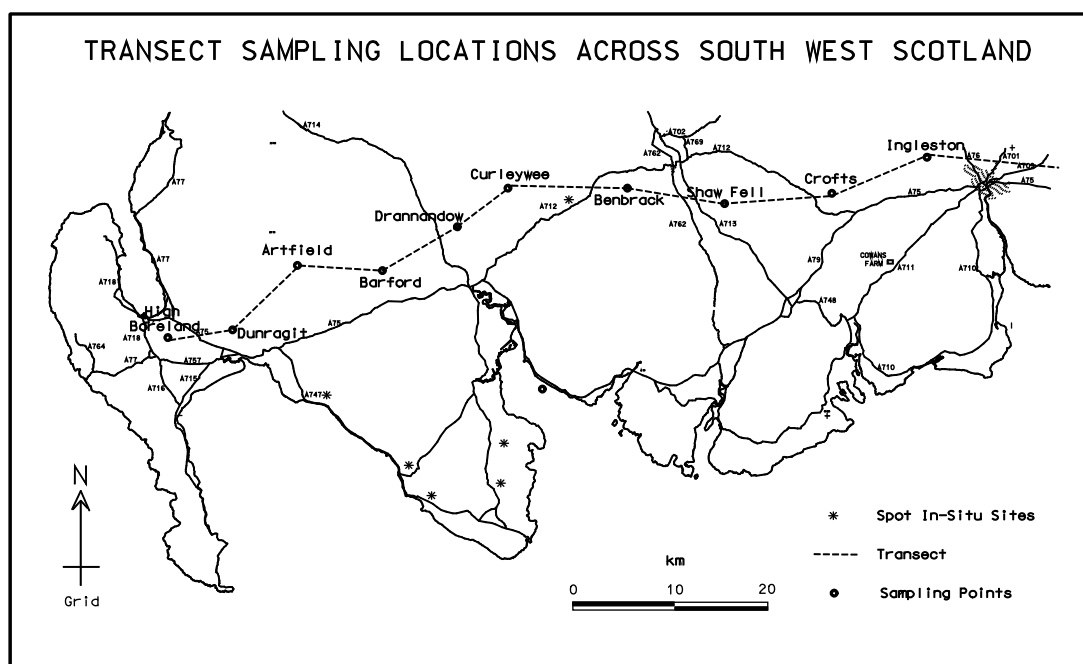 TRANSECT SAMPLING LOCATIONS ACROSS SOUTH WEST SCOTLAND
A714
A702
A769
A762
A712
Ingleston
A76
A701
A75
A77
Curleywee
Crofts
A75
A712
Benbrack
Shaw Fell
Drannandow
A762
A713
Artfield
A77
Barford
A79
COWANS
FARM
A711
A710
A718
High
Boreland
A718
A75
Dunragit
A75
A748
A764
A77
A757
A716
A715
A747
A710
N
Grid
Spot In-Situ Sites
Transect
km
0 10 20
Sampling Points